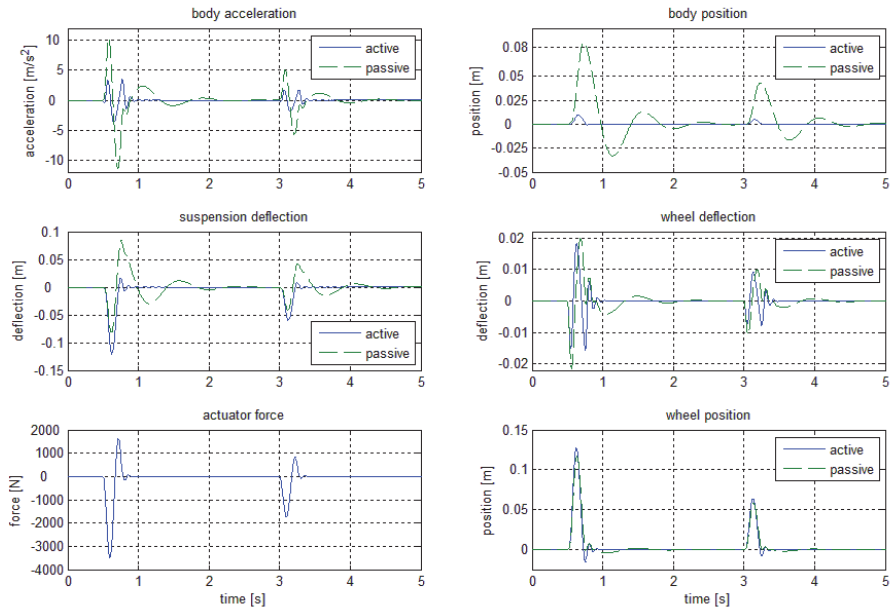 body acceleration
10
5
0
-5
-10
acceleration [m/s²]
active
passive
0 1 2 3 4 5
body position
0.08
0.05
0.025
0
-0.025
-0.05
position [m]
active
passive
0 1 2 3 4 5
suspension deflection
0.1
0.05
0
-0.05
-0.1
-0.15
deflection [m]
active
passive
0 1 2 3 4 5
wheel deflection
0.02
0.01
0
-0.01
-0.02
deflection [m]
active
passive
0 1 2 3 4 5
actuator force
2000
1000
0
-1000
-2000
-3000
-4000
force [N]
0 1 2 3 4 5
time [s]
wheel position
0.15
0.1
0.05
0
position [m]
active
passive
0 1 2 3 4 5
time [s]